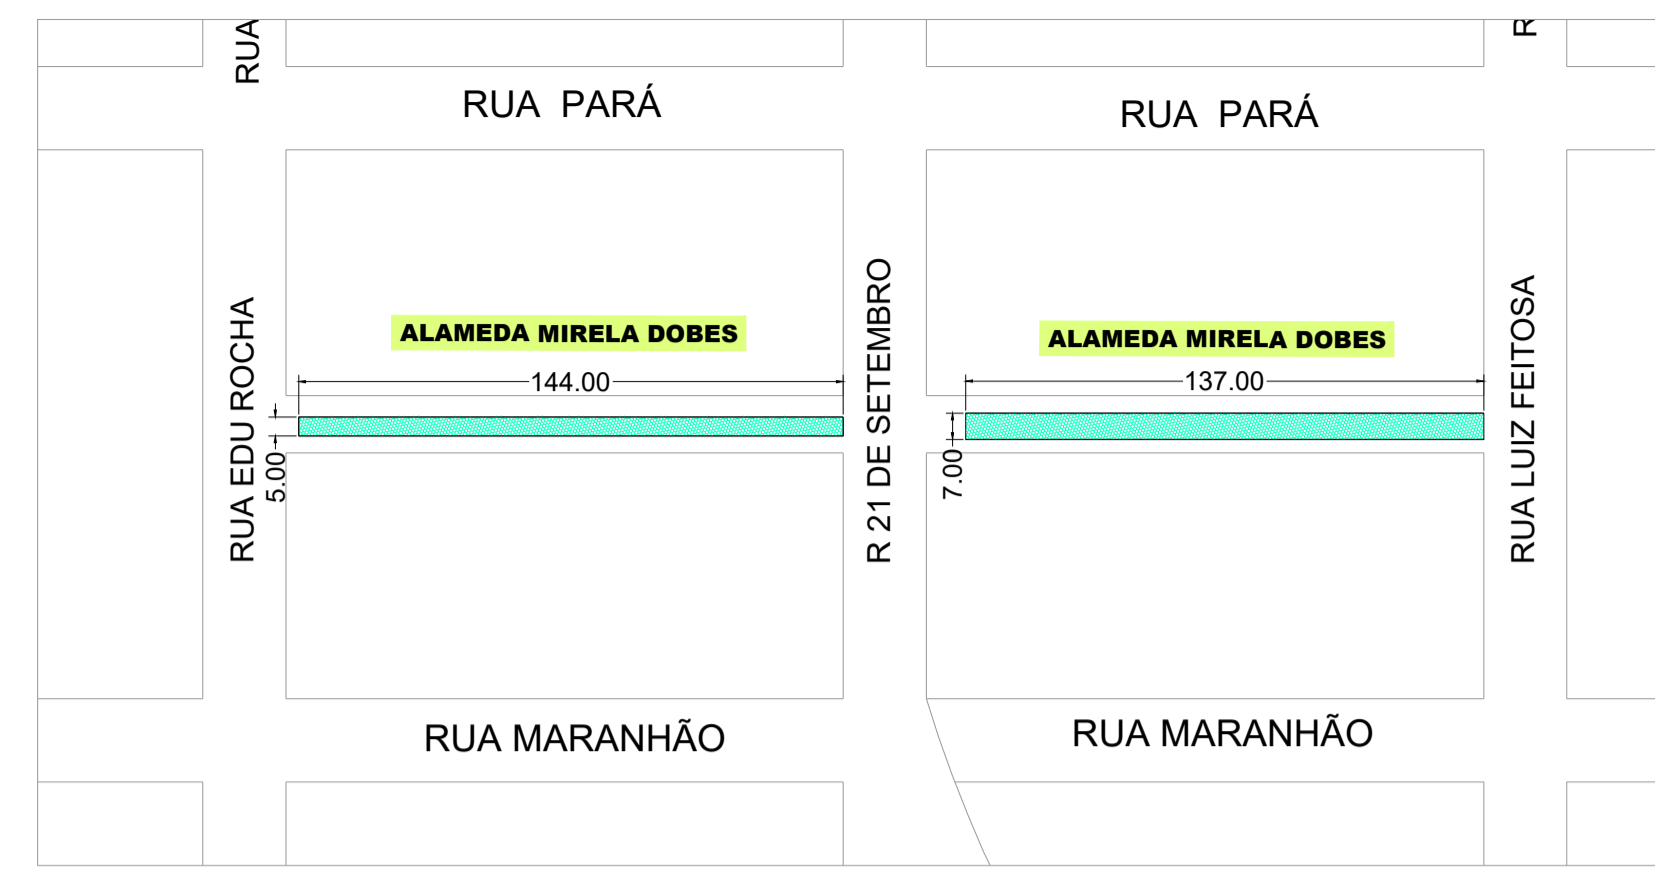 RUA
R
RUA PARÁ
RUA PARÁ
ALAMEDA MIRELA DOBES
ALAMEDA MIRELA DOBES
144.00
137.00
RUA EDU ROCHA
5.00
R 21 DE SETEMBRO
7.00
RUA LUIZ FEITOSA
RUA MARANHÃO
RUA MARANHÃO